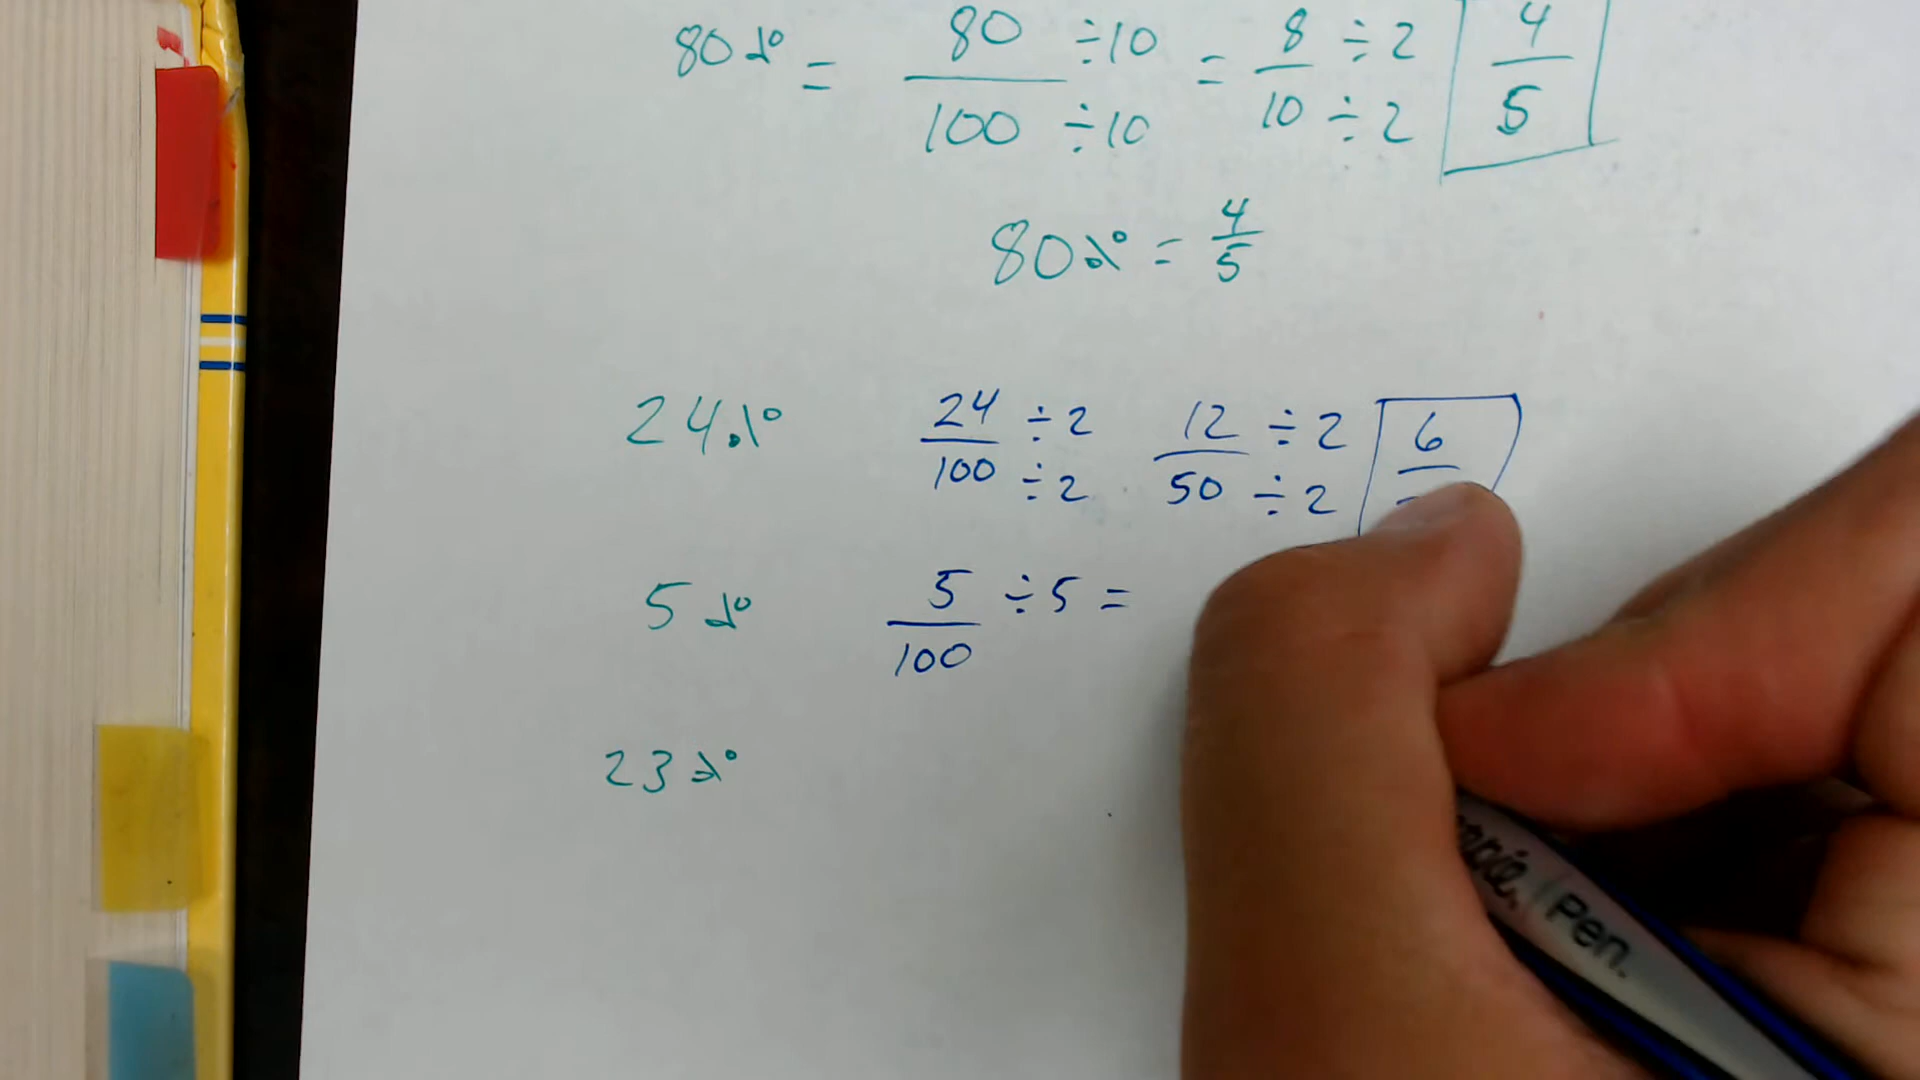 80% = 80/100 ÷10/÷10 = 8/10 ÷2/÷2 4/5
80% = 4/5
24% 24/100 ÷2/÷2 12/50 ÷2/÷2 6
5% 5/100 ÷5 =
23%
Pen.